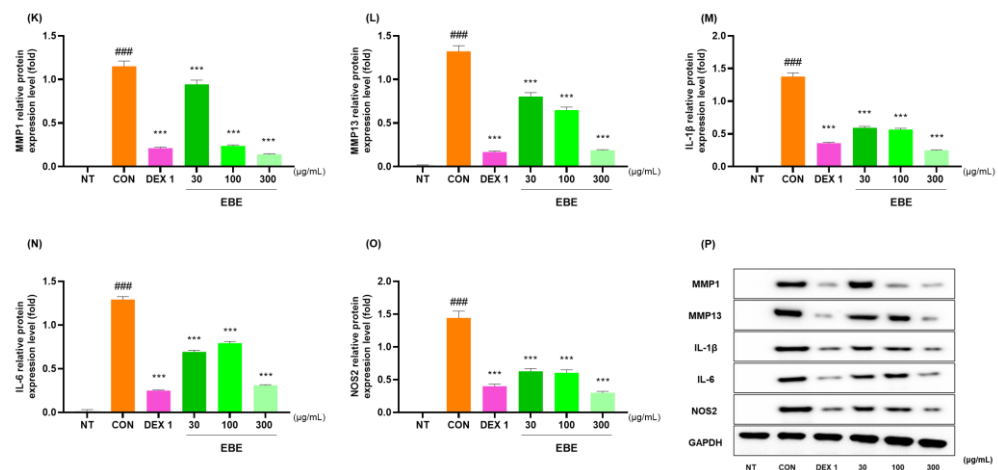 (K)
MMP1 relative protein
expression level (fold)
1.5
1.0
0.5
0.0
###
***
***
***
***
NT CON DEX 1 30 100 300 (μg/mL)
EBE
(L)
MMP13 relative protein
expression level (fold)
1.5
1.0
0.5
0.0
###
***
***
***
***
NT CON DEX 1 30 100 300 (μg/mL)
EBE
(M)
IL-1β relative protein
expression level (fold)
2.0
1.5
1.0
0.5
0.0
###
***
***
***
***
NT CON DEX 1 30 100 300 (μg/mL)
EBE
(N)
IL-6 relative protein
expression level (fold)
1.5
1.0
0.5
0.0
###
***
***
***
***
NT CON DEX 1 30 100 300 (μg/mL)
EBE
(O)
NOS2 relative protein
expression level (fold)
2.0
1.5
1.0
0.5
0.0
###
***
***
***
***
NT CON DEX 1 30 100 300 (μg/mL)
EBE
(P)
MMP1
MMP13
IL-1β
IL-6
NOS2
GAPDH
(μg/mL)
NT CON DEX 1 30 100 300